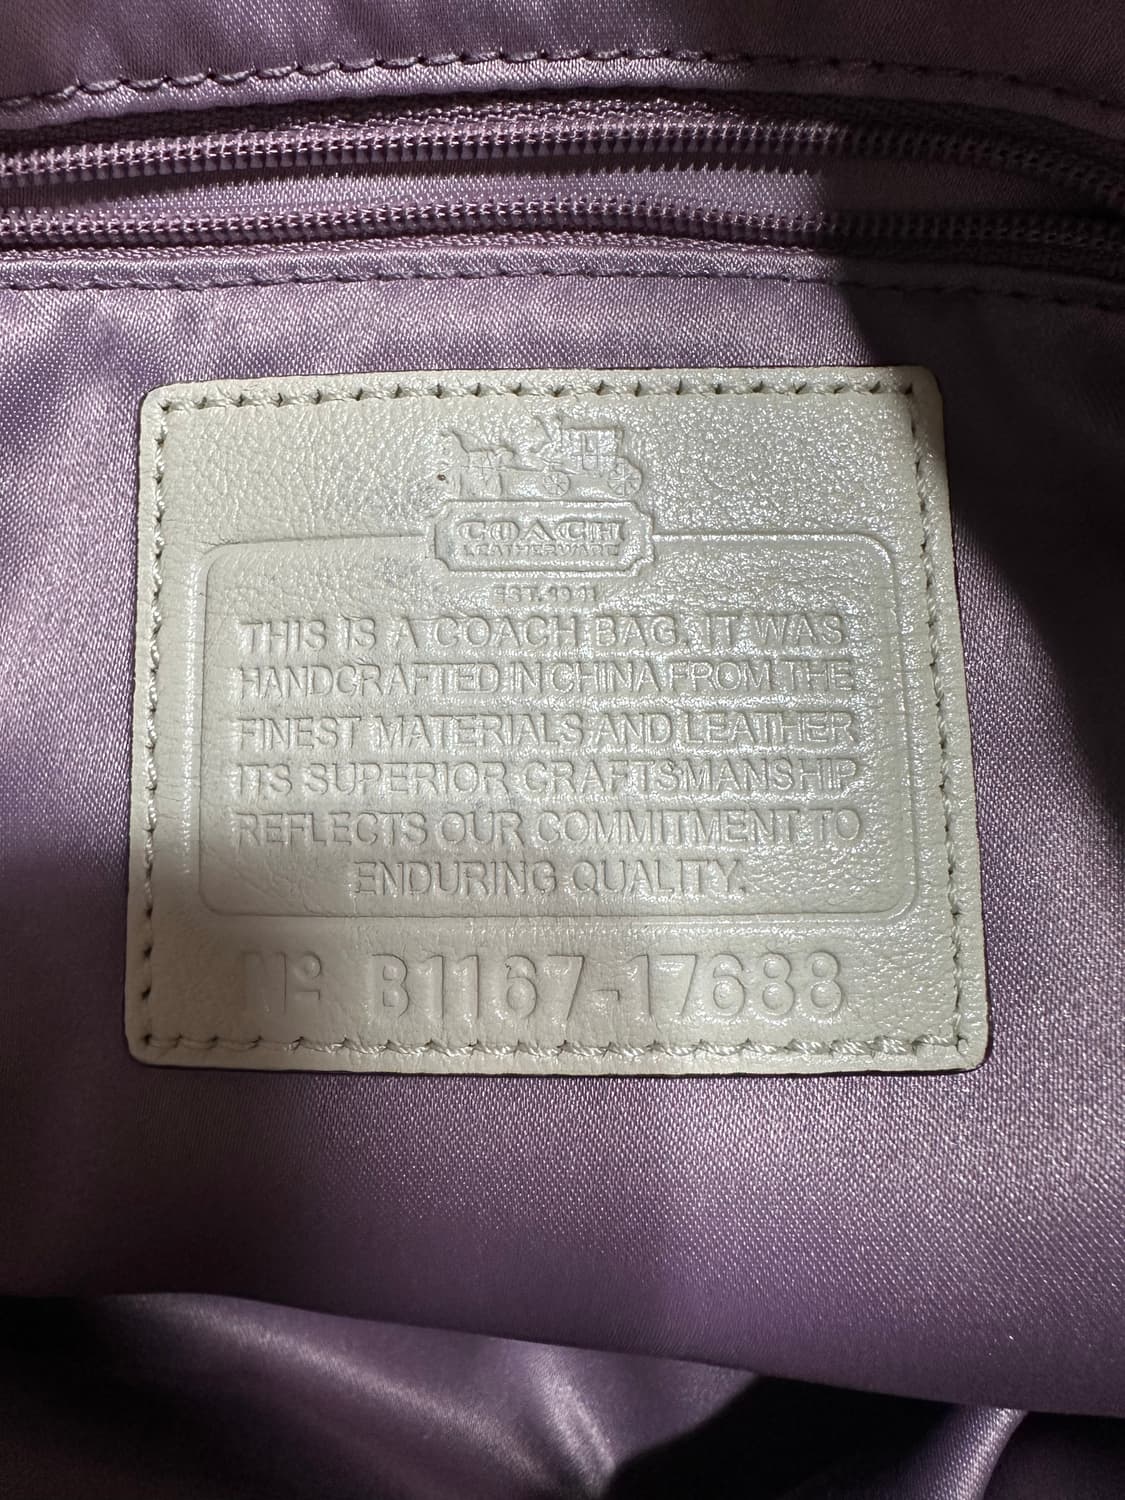 COACH
LEATHERWARE
EST. 1941
THIS IS A COACH BAG. IT WAS
HANDCRAFTED IN CHINA FROM THE
FINEST MATERIALS AND LEATHER
ITS SUPERIOR CRAFTSMANSHIP
REFLECTS OUR COMMITMENT TO
ENDURING QUALITY.
Nº B1167-17688